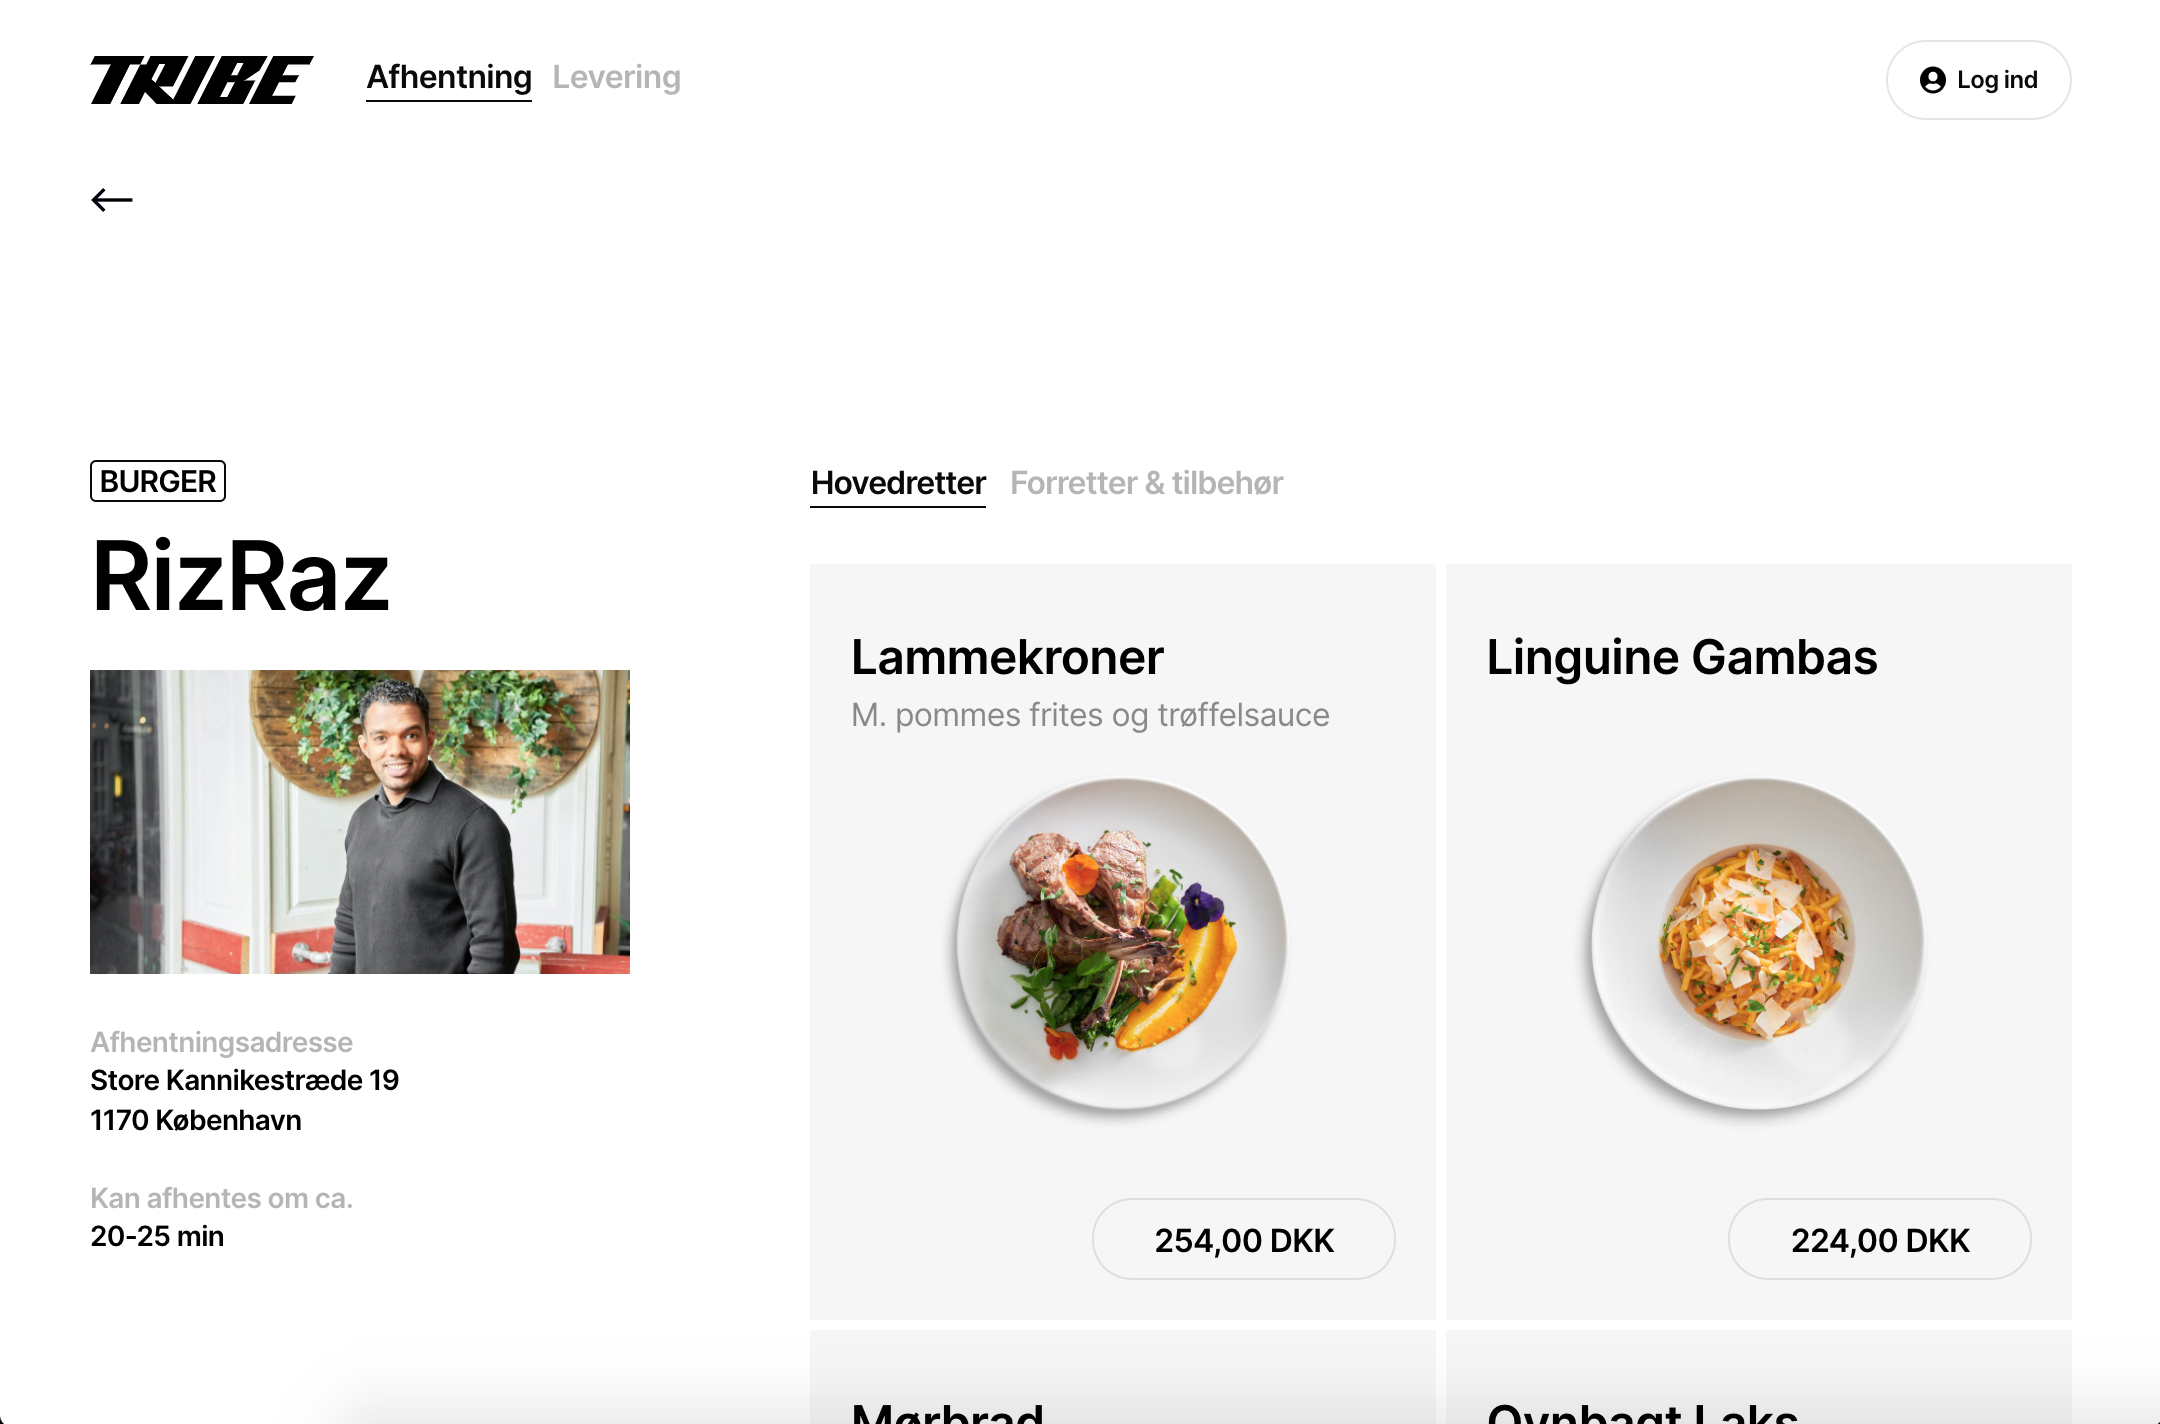 TRIBE
Afhentning
Levering
Log ind
BURGER
RizRaz
Afhentningsadresse
Store Kannikestræde 19
1170 København
Kan afhentes om ca.
20-25 min
Hovedretter
Forretter & tilbehør
Lammekroner
M. pommes frites og trøffelsauce
254,00 DKK
Linguine Gambas
224,00 DKK
Mørbrad
Ovnbagt Laks